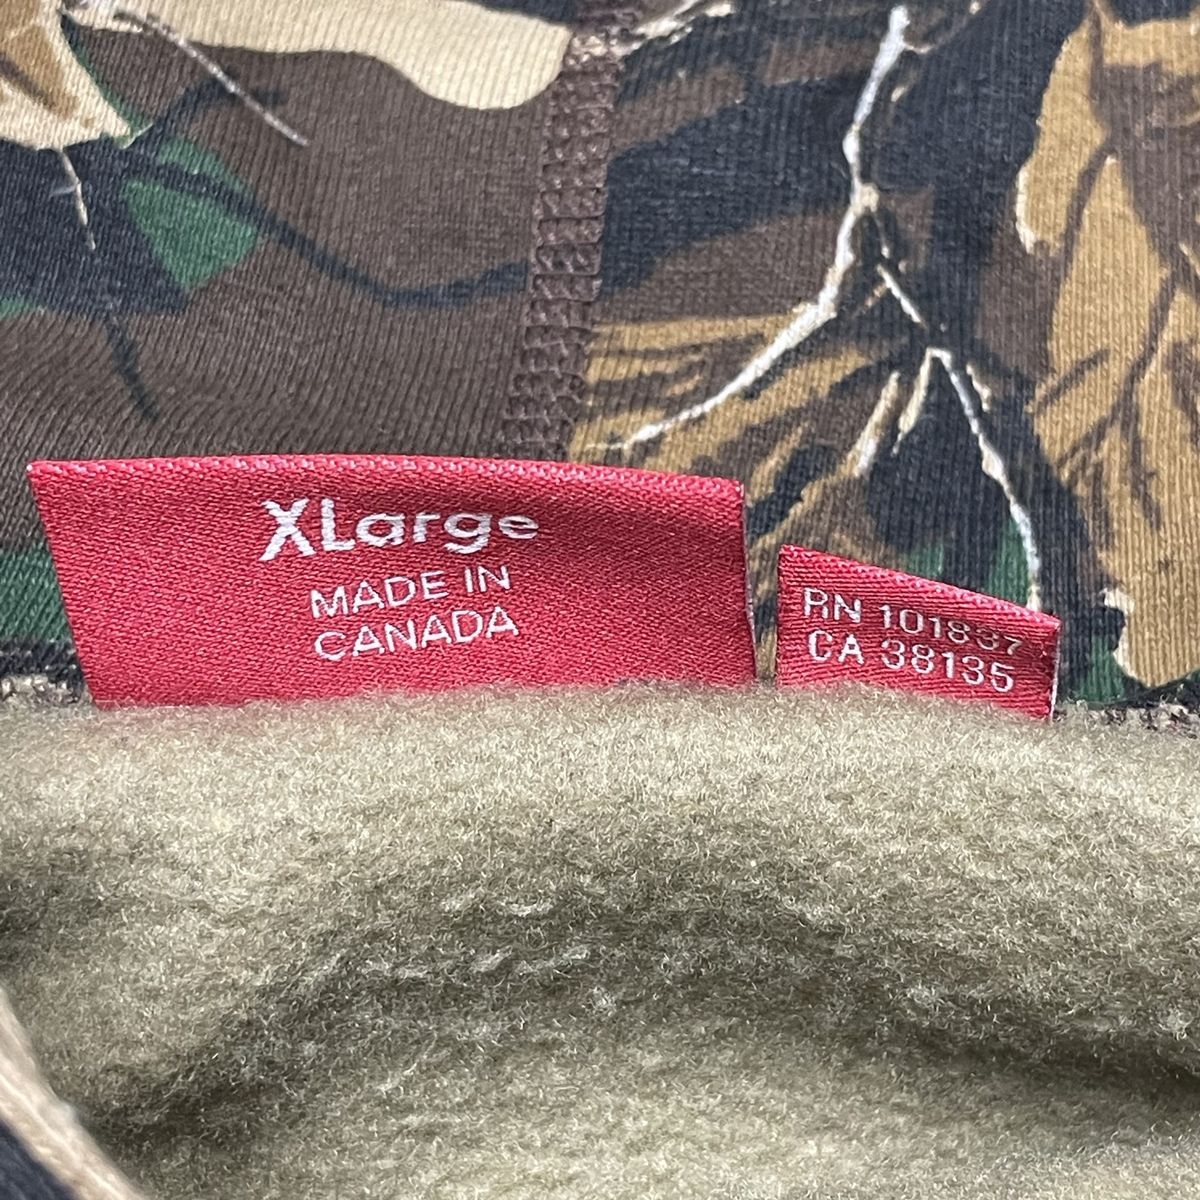 XLarge
MADE IN
CANADA
RN 101837
CA 38135